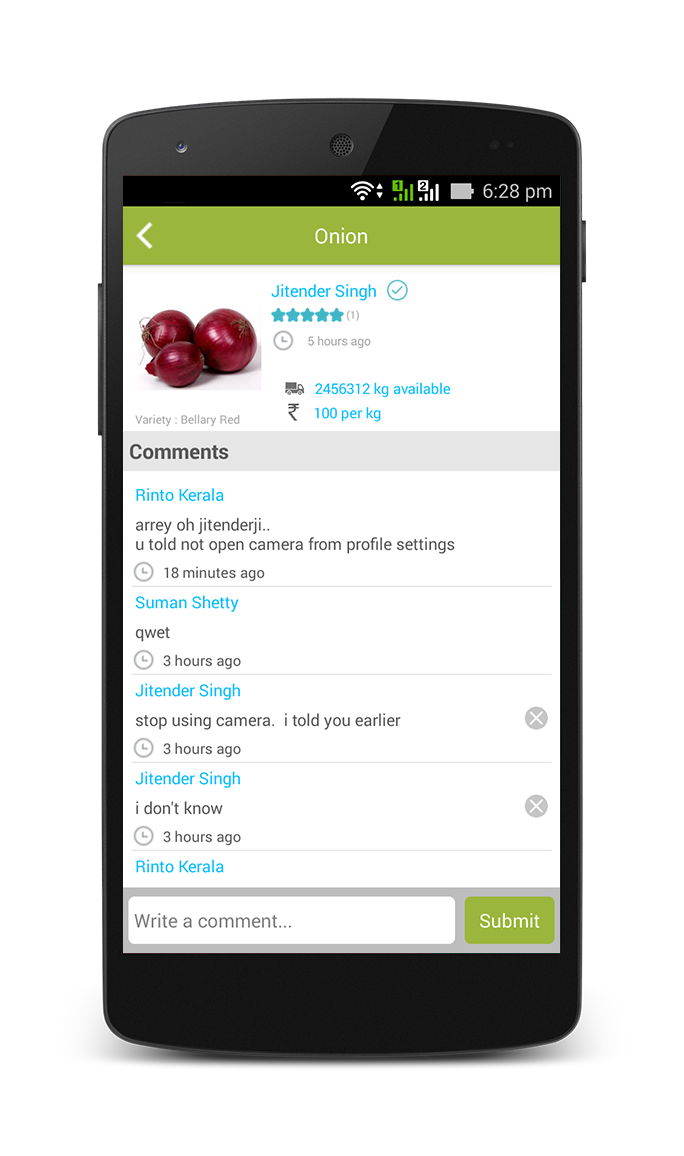 1 2 6:28 pm
Onion
Jitender Singh
(1)
5 hours ago
2456312 kg available
₹ 100 per kg
Variety : Bellary Red
Comments
Rinto Kerala
arrey oh jitenderji..
u told not open camera from profile settings
18 minutes ago
Suman Shetty
qwet
3 hours ago
Jitender Singh
stop using camera.  i told you earlier
3 hours ago
Jitender Singh
i don't know
3 hours ago
Rinto Kerala
Write a comment... Submit